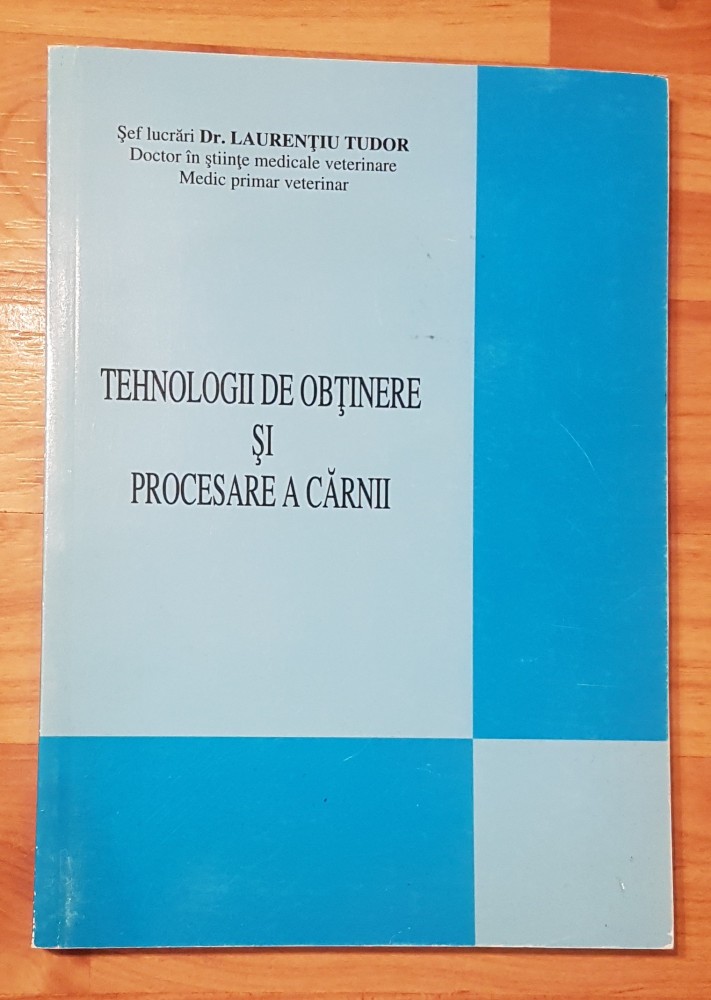 Şef lucrări Dr. LAURENŢIU TUDOR
Doctor în ştiinţe medicale veterinare
Medic primar veterinar
TEHNOLOGII DE OBŢINERE
ŞI
PROCESARE A CĂRNII